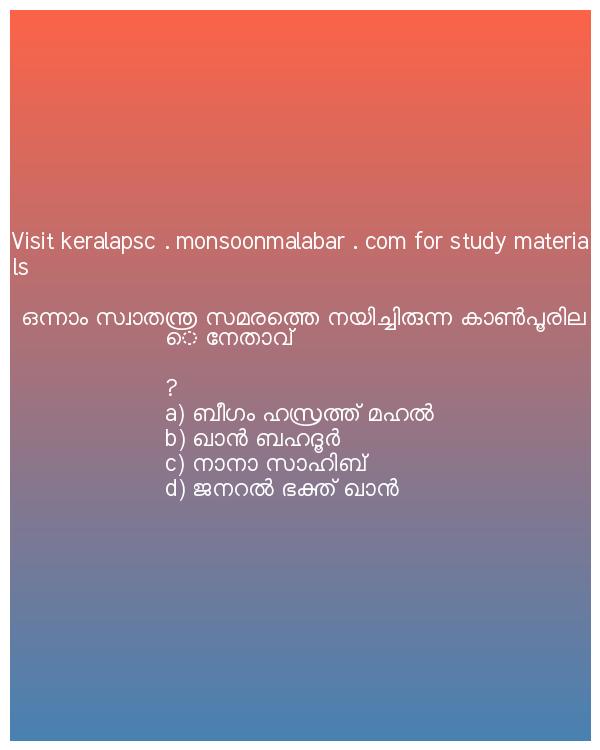 Visit keralapsc . monsoonmalabar . com for study materia
ls
ഒന്നാം സ്വാതന്ത്ര സമരത്തെ നയിച്ചിരുന്ന കാൺപൂരില
െ നേതാവ്
?
a) ബീഗം ഹസ്രത്ത് മഹൽ
b) ഖാൻ ബഹദൂർ
c) നാനാ സാഹിബ്
d) ജനറൽ ഭക്ത് ഖാൻ